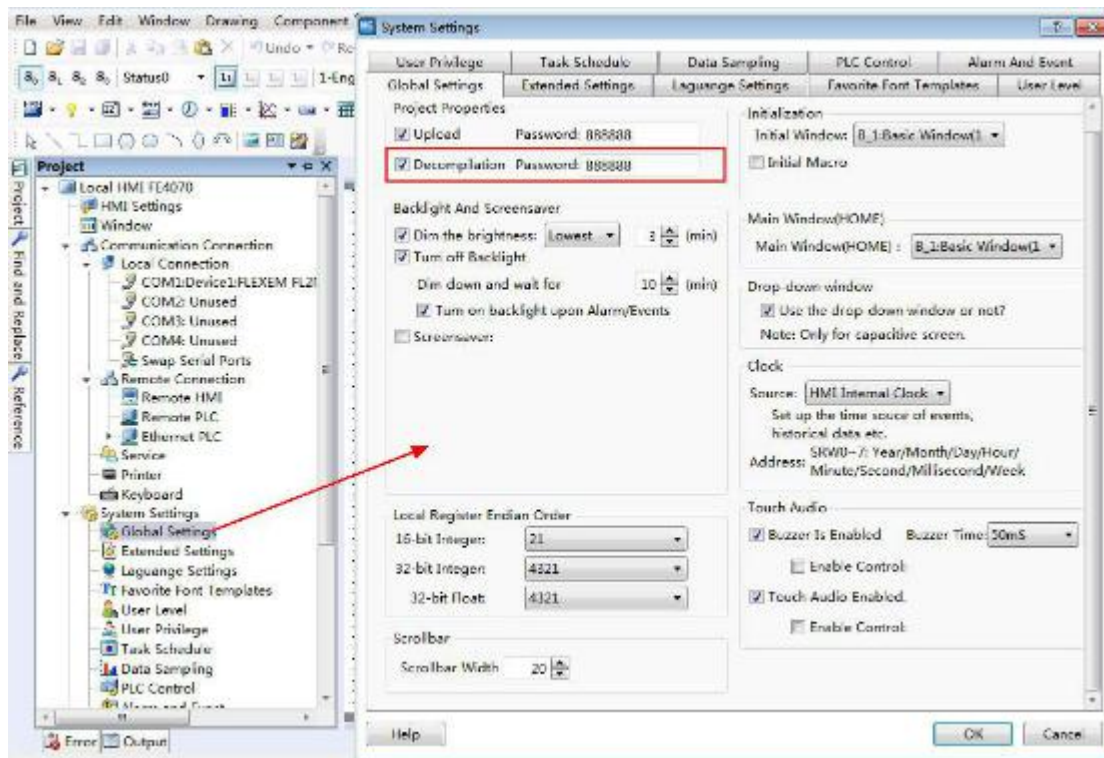 File View Edit Window Drawing Component
Undo Re
Status0 1-Eng
Project
Project
Find and Replace
Reference
Local HMI FE4070
HMI Settings
Window
Communication Connection
Local Connection
COM1:Device1:FLEXEM FL2
COM2: Unused
COM3: Unused
COM4: Unused
Swap Serial Ports
Remote Connection
Remote HMI
Remote PLC
Ethernet PLC
Service
Printer
Keyboard
System Settings
Global Settings
Extended Settings
Laguange Settings
Favorite Font Templates
User Level
User Privilege
Task Schedule
Data Sampling
PLC Control
Alarm and Event
Error Output
System Settings
User Privilege Task Schedule Data Sampling PLC Control Alarm And Event
Global Settings Extended Settings Laguange Settings Favorite Font Templates User Level
Project Properties
Upload Password: 888888
Decompilation Password: 888888
Backlight And Screensaver
Dim the brightness: Lowest 3 (min)
Turn off Backlight
Dim down and wait for 10 (min)
Turn on backlight upon Alarm/Events
Screensaver:
Local Register Endian Order
16-bit Integer: 21
32-bit Integer: 4321
32-bit Float: 4321
Scrollbar
Scrollbar Width 20
Initialization
Initial Window: B_1:Basic Window(1
Initial Macro
Main Window(HOME)
Main Window(HOME) : B_1:Basic Window(1
Drop-down window
Use the drop-down window or not?
Note: Only for capacitive screen.
Clock
Source: HMI Internal Clock
Set up the time souce of events,
historical data etc.
Address: SRW0~7: Year/Month/Day/Hour/
Minute/Second/Millisecond/Week
Touch Audio
Buzzer Is Enabled Buzzer Time: 50mS
Enable Control:
Touch Audio Enabled.
Enable Control:
Help OK Cancel